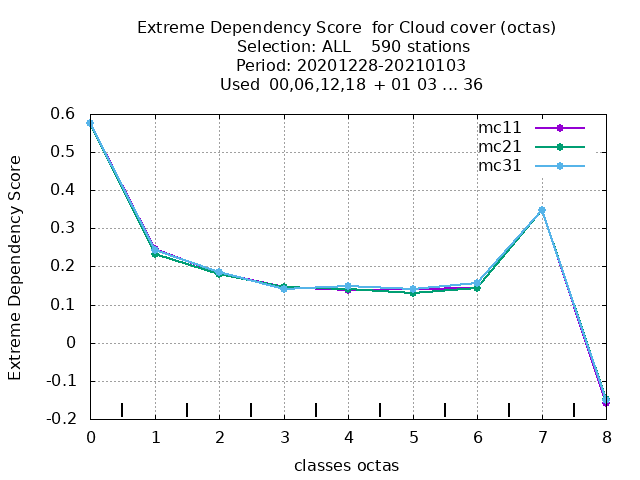 Extreme Dependency Score  for Cloud cover (octas)
Selection: ALL    590 stations
Period: 20201228-20210103
Used  00,06,12,18  + 01 03 ... 36
mc11
mc21
mc31
Extreme Dependency Score
0.6
0.5
0.4
0.3
0.2
0.1
0
-0.1
-0.2
0 1 2 3 4 5 6 7 8
classes octas